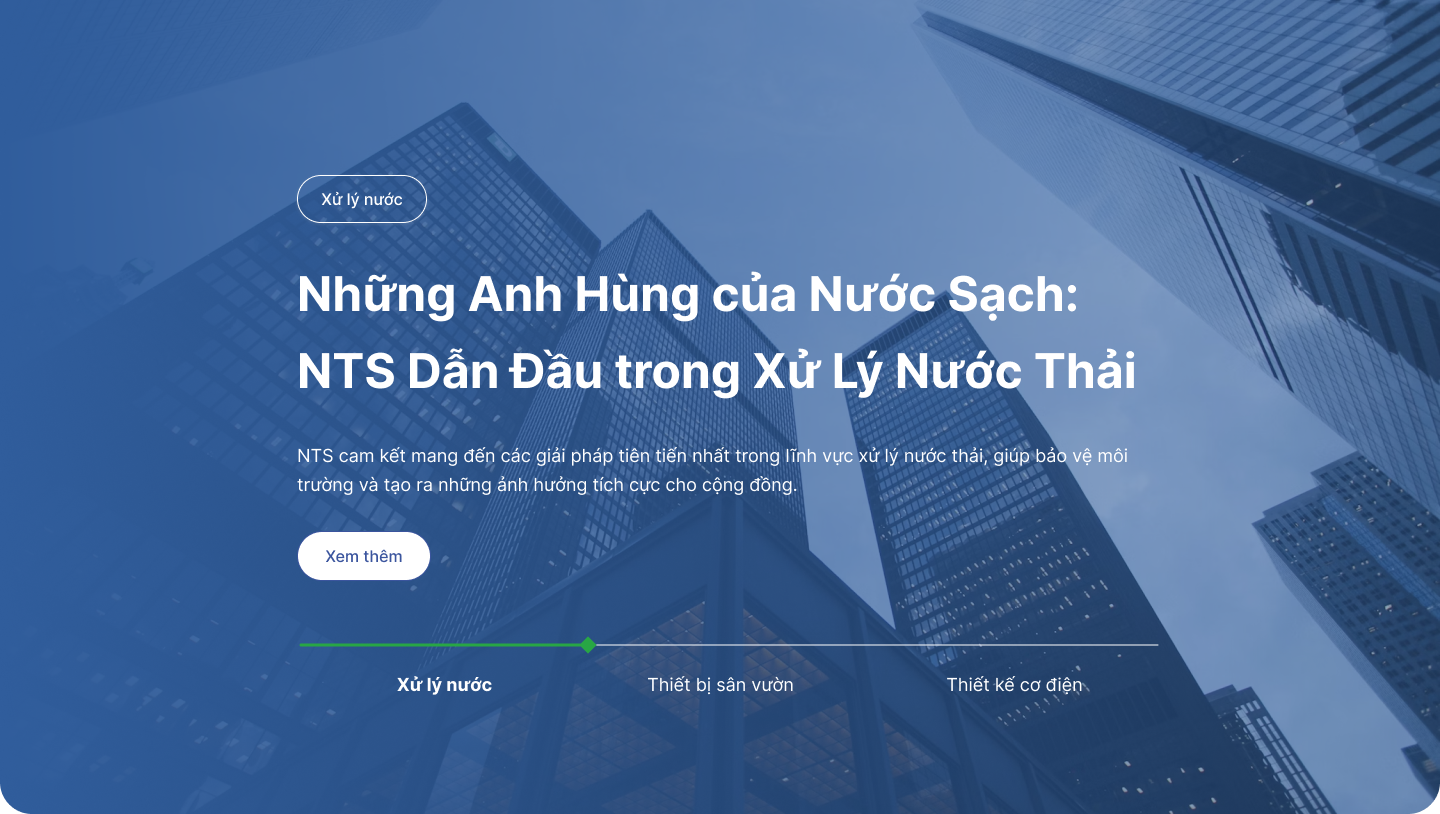 Xử lý nước
Những Anh Hùng của Nước Sạch:
NTS Dẫn Đầu trong Xử Lý Nước Thải
NTS cam kết mang đến các giải pháp tiên tiến nhất trong lĩnh vực xử lý nước thải, giúp bảo vệ môi
trường và tạo ra những ảnh hưởng tích cực cho cộng đồng.
Xem thêm
Xử lý nước
Thiết bị sân vườn
Thiết kế cơ điện